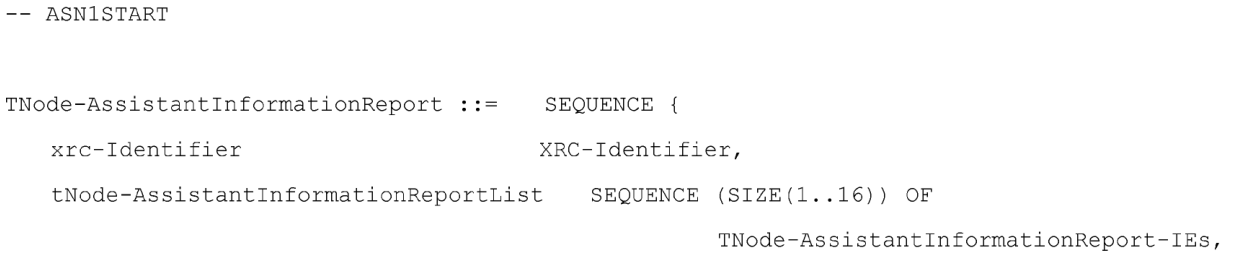 -- ASN1START
TNode-AssistantInformationReport ::= SEQUENCE {
xrc-Identifier XRC-Identifier,
tNode-AssistantInformationReportList SEQUENCE (SIZE(1..16)) OF
TNode-AssistantInformationReport-IEs,